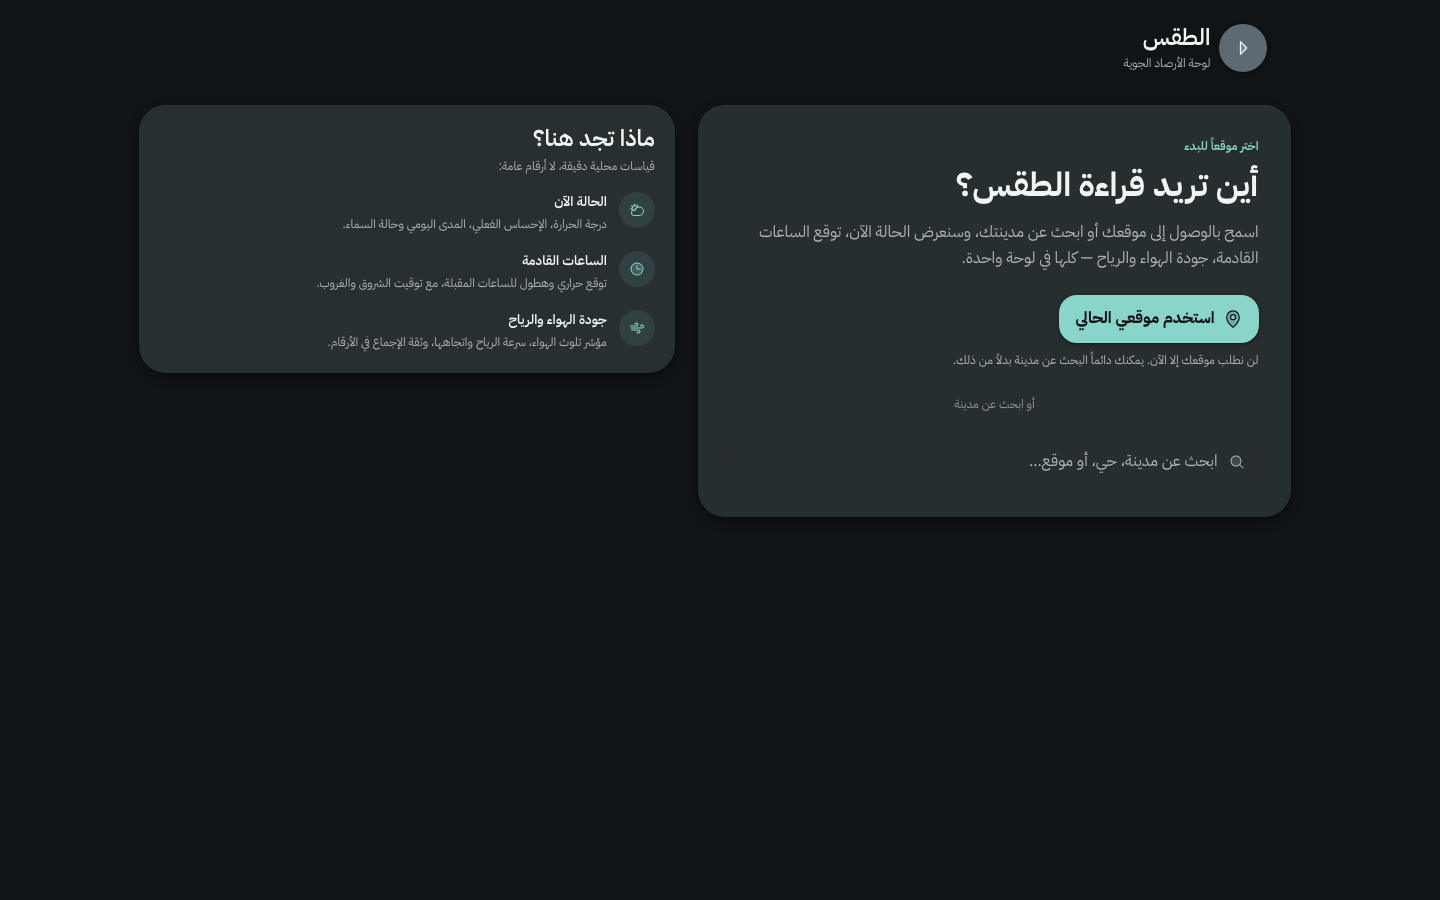 الطقس
لوحة الأرصاد الجوية
اختر موقعاً للبدء
أين تريد قراءة الطقس؟
اسمح بالوصول إلى موقعك أو ابحث عن مدينتك، وسنعرض الحالة الآن، توقع الساعات
القادمة، جودة الهواء والرياح — كلها في لوحة واحدة.
استخدم موقعي الحالي
لن نطلب موقعك إلا الآن. يمكنك دائماً البحث عن مدينة بدلاً من ذلك.
أو ابحث عن مدينة
ابحث عن مدينة، حي، أو موقع...
ماذا تجد هنا؟
قياسات محلية دقيقة، لا أرقام عامة:
الحالة الآن
درجة الحرارة، الإحساس الفعلي، المدى اليومي وحالة السماء.
الساعات القادمة
توقع حراري وهطول للساعات المقبلة، مع توقيت الشروق والغروب.
جودة الهواء والرياح
مؤشر تلوث الهواء، سرعة الرياح واتجاهها، وثقة الإجماع في الأرقام.